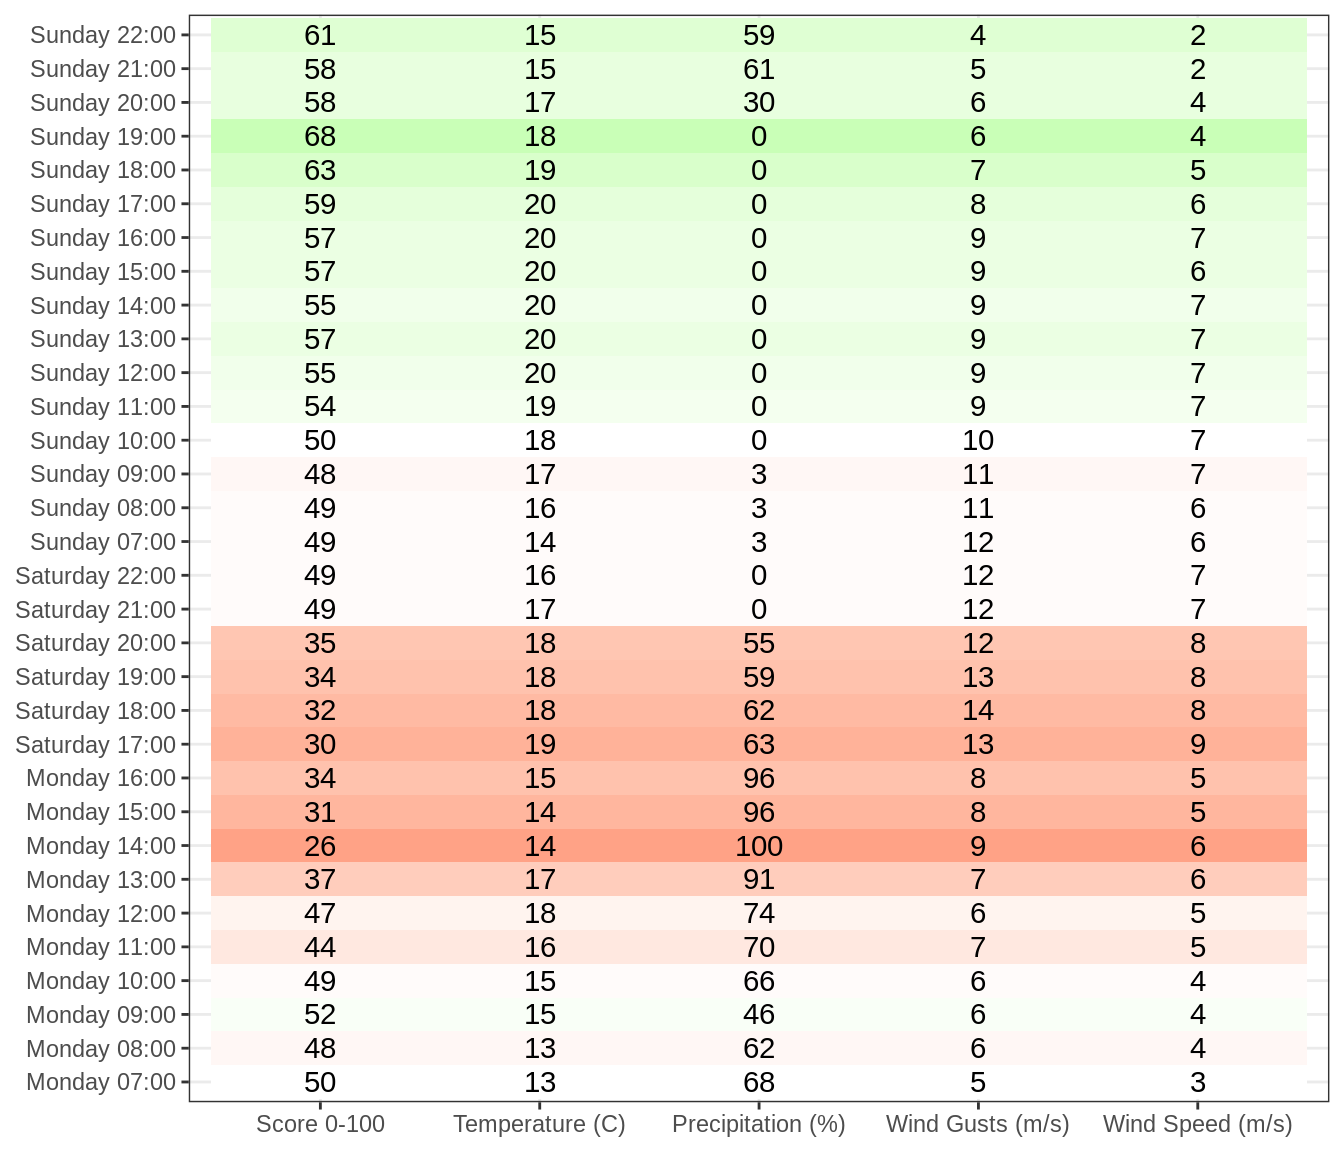 Sunday 22:00 61 15 59 4 2
Sunday 21:00 58 15 61 5 2
Sunday 20:00 58 17 30 6 4
Sunday 19:00 68 18 0 6 4
Sunday 18:00 63 19 0 7 5
Sunday 17:00 59 20 0 8 6
Sunday 16:00 57 20 0 9 7
Sunday 15:00 57 20 0 9 6
Sunday 14:00 55 20 0 9 7
Sunday 13:00 57 20 0 9 7
Sunday 12:00 55 20 0 9 7
Sunday 11:00 54 19 0 9 7
Sunday 10:00 50 18 0 10 7
Sunday 09:00 48 17 3 11 7
Sunday 08:00 49 16 3 11 6
Sunday 07:00 49 14 3 12 6
Saturday 22:00 49 16 0 12 7
Saturday 21:00 49 17 0 12 7
Saturday 20:00 35 18 55 12 8
Saturday 19:00 34 18 59 13 8
Saturday 18:00 32 18 62 14 8
Saturday 17:00 30 19 63 13 9
Monday 16:00 34 15 96 8 5
Monday 15:00 31 14 96 8 5
Monday 14:00 26 14 100 9 6
Monday 13:00 37 17 91 7 6
Monday 12:00 47 18 74 6 5
Monday 11:00 44 16 70 7 5
Monday 10:00 49 15 66 6 4
Monday 09:00 52 15 46 6 4
Monday 08:00 48 13 62 6 4
Monday 07:00 50 13 68 5 3
Score 0-100 Temperature (C) Precipitation (%) Wind Gusts (m/s) Wind Speed (m/s)